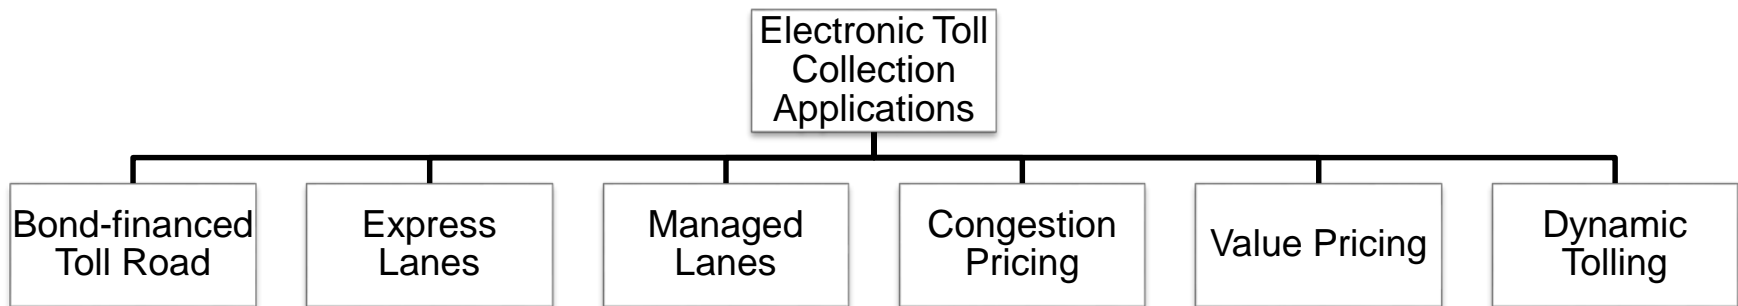 Electronic Toll
Collection
Applications
Bond-financed
Toll Road
Express
Lanes
Managed
Lanes
Congestion
Pricing
Value Pricing
Dynamic
Tolling